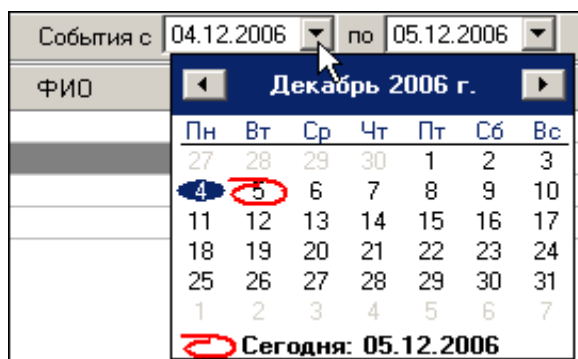 События с 04.12.2006 по 05.12.2006
ФИО
Декабрь 2006 г.
Пн Вт Ср Чт Пт Сб Вс
27 28 29 30 1 2 3
4 5 6 7 8 9 10
11 12 13 14 15 16 17
18 19 20 21 22 23 24
25 26 27 28 29 30 31
1 2 3 4 5 6 7
Сегодня: 05.12.2006